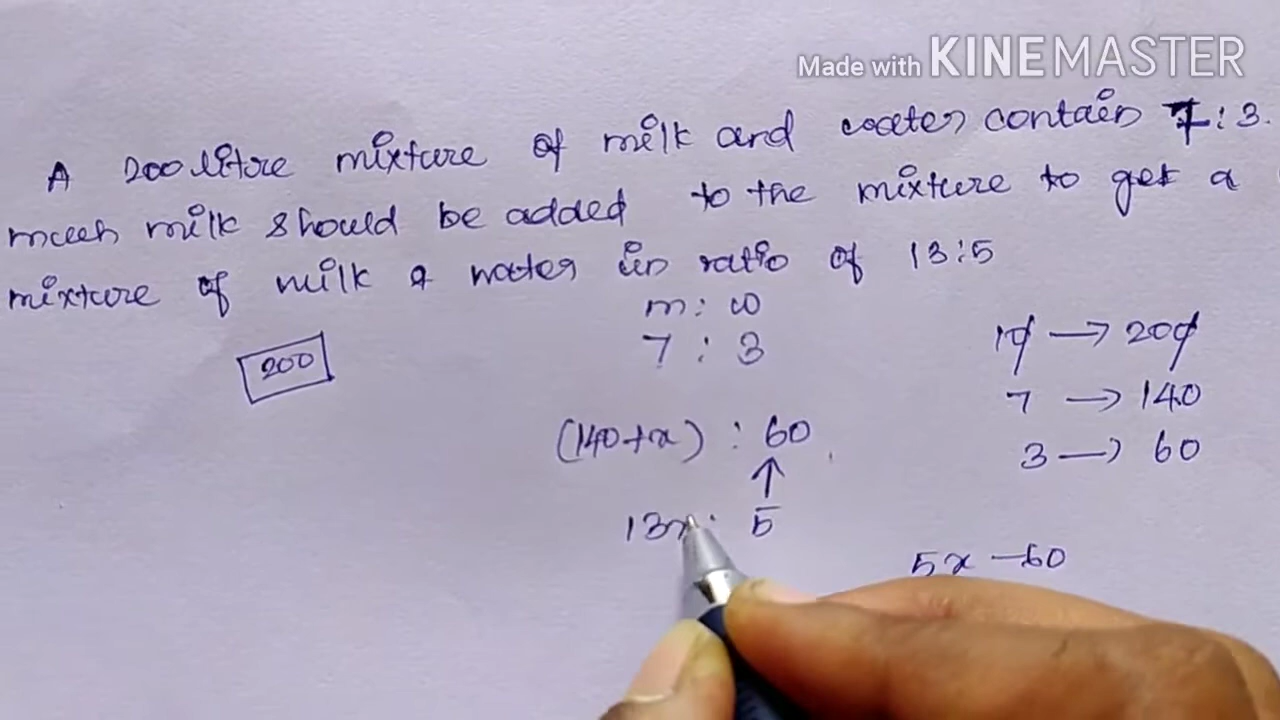 Made with KINEMASTER
A 200 litre mixture of milk and water contain 7:3.
much milk should be added to the mixture to get a
mixture of milk & water in ratio of 13:5
m : w
200
7 : 3
10 → 200
7 → 140
(140+x) : 60
3 → 60
↑
13x : 5
5x — 60